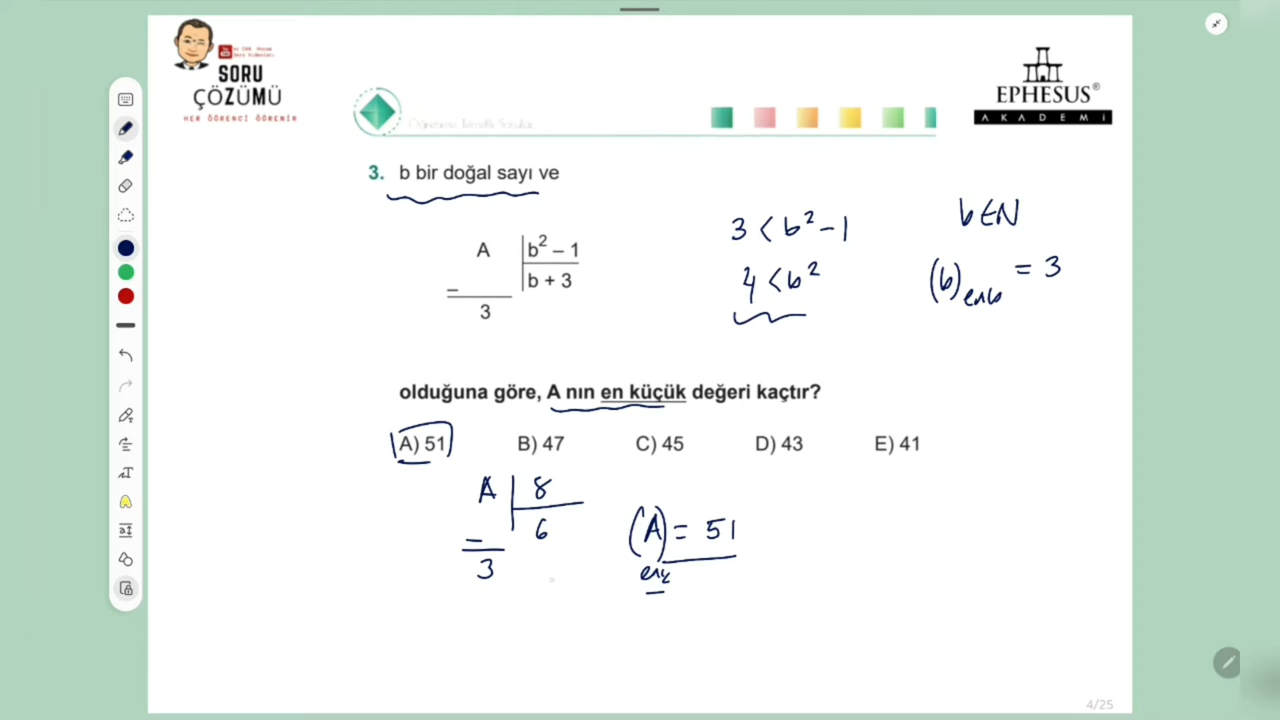 SORU
ÇÖZÜMÜ
HER ÖĞRENCİ ÖĞRENİR
EPHESUS®
AKADEMİ
3. b bir doğal sayı ve
A b² – 1
b + 3
–
3
3 < b² - 1
4 < b²
b ∈ N
(b) enb = 3
olduğuna göre, A nın en küçük değeri kaçtır?
A) 51 B) 47 C) 45 D) 43 E) 41
A 8
6
–
3
(A) = 51
enk
4/25